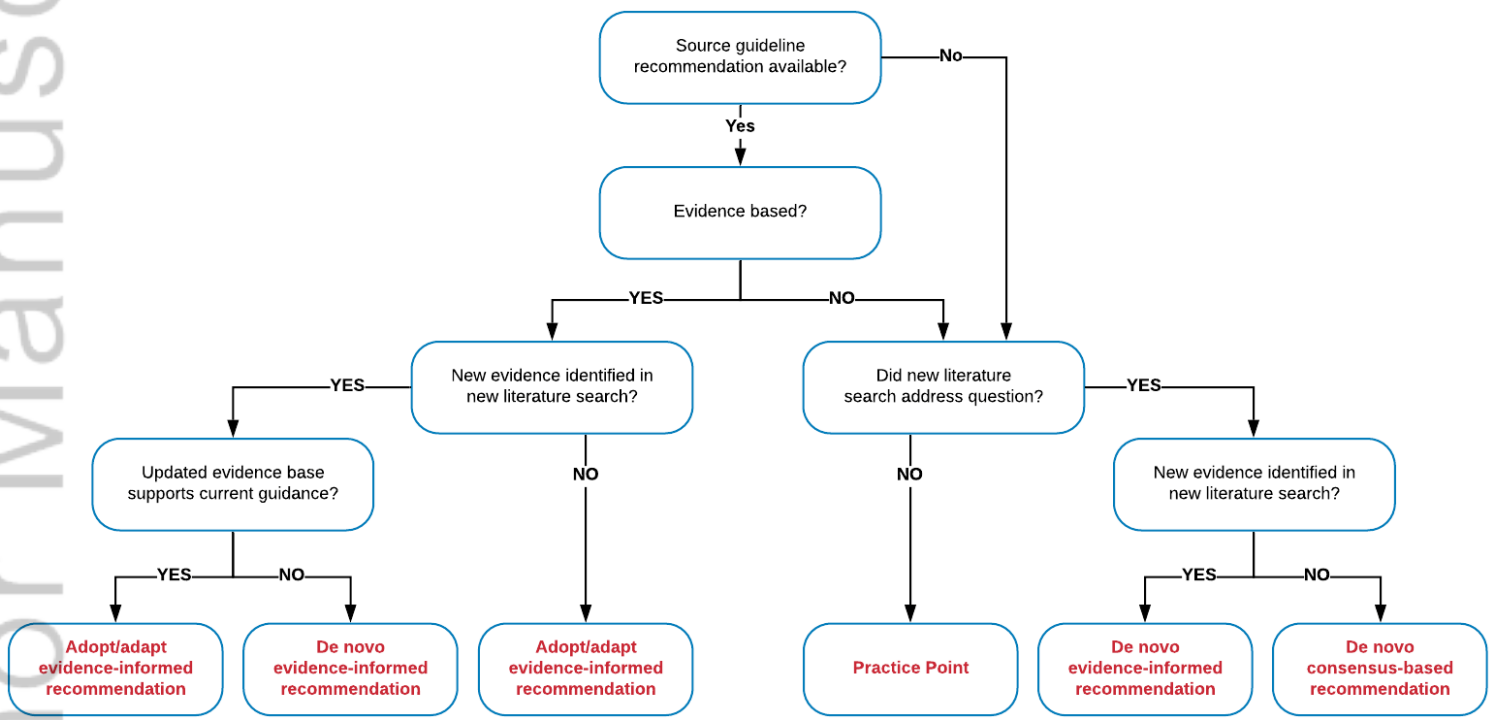 Source guideline
recommendation available?
No
Yes
Evidence based?
YES
NO
New evidence identified in
new literature search?
Did new literature
search address question?
YES
YES
Updated evidence base
supports current guidance?
NO
NO
New evidence identified in
new literature search?
YES
NO
YES
NO
Adopt/adapt
evidence-informed
recommendation
De novo
evidence-informed
recommendation
Adopt/adapt
evidence-informed
recommendation
Practice Point
De novo
evidence-informed
recommendation
De novo
consensus-based
recommendation